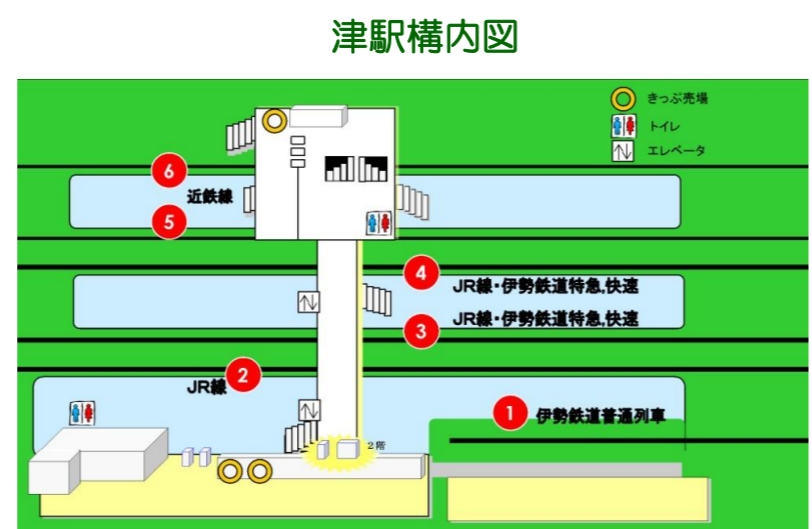 津駅構内図
きっぷ売場
トイレ
エレベータ
6
近鉄線
5
4
JR線・伊勢鉄道特急,快速
JR線・伊勢鉄道特急,快速
3
JR線
2
1
伊勢鉄道普通列車
2階